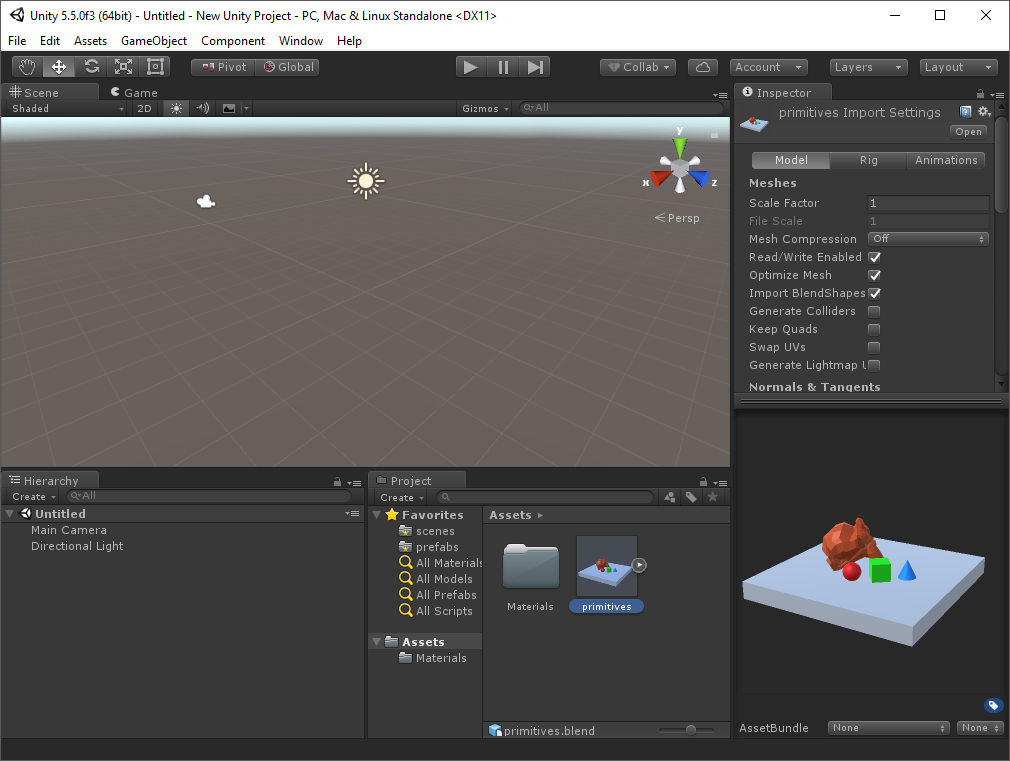 Unity 5.5.0f3 (64bit) - Untitled - New Unity Project - PC, Mac & Linux Standalone <DX11>
File Edit Assets GameObject Component Window Help
Pivot Global Collab Account Layers Layout
Scene Game
Shaded 2D Gizmos All
y
x
z
Persp
Inspector
primitives Import Settings
Open
Model Rig Animations
Meshes
Scale Factor 1
File Scale 1
Mesh Compression Off
Read/Write Enabled
Optimize Mesh
Import BlendShapes
Generate Colliders
Keep Quads
Swap UVs
Generate Lightmap U
Normals & Tangents
Hierarchy
Create All
Untitled
Main Camera
Directional Light
Project
Create
Favorites
scenes
prefabs
All Materials
All Models
All Prefabs
All Scripts
Assets
Materials
Assets
Materials
primitives
primitives.blend
AssetBundle None None